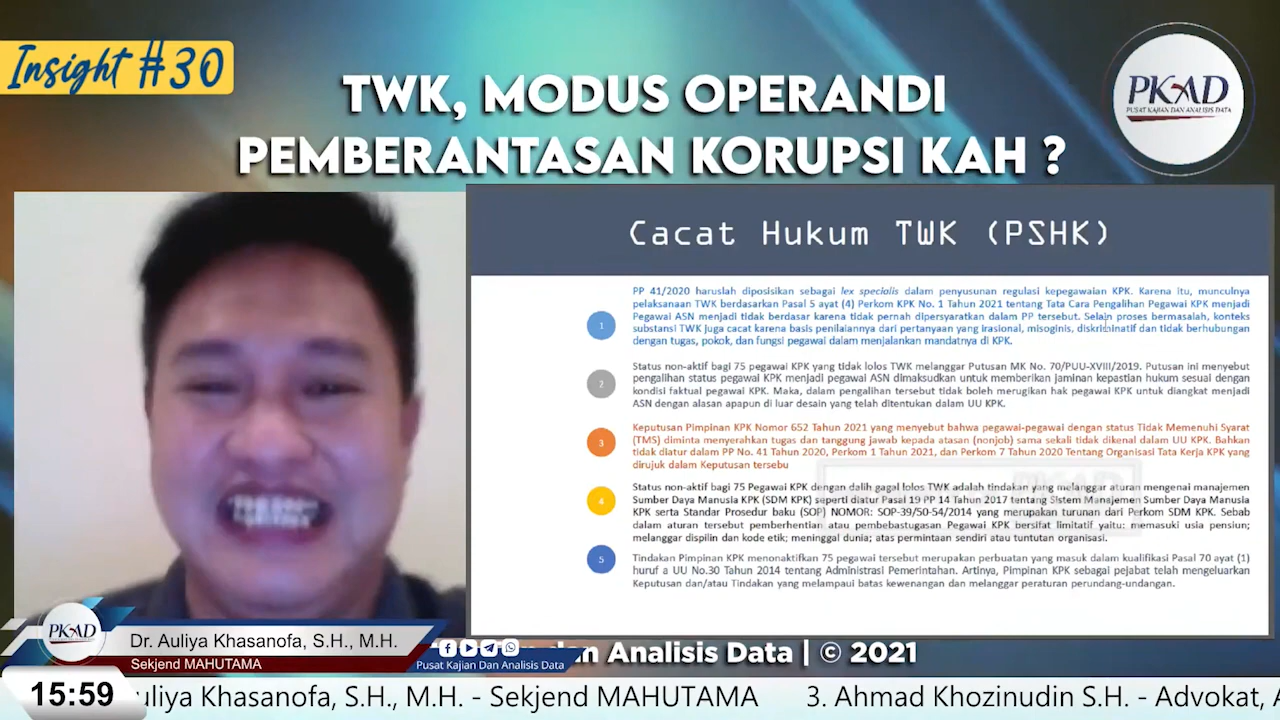 Insight #30
TWK, MODUS OPERANDI
PEMBERANTASAN KORUPSI KAH ?
PKAD
PUSAT KAJIAN DAN ANALISIS DATA
Cacat Hukum TWK (PSHK)
1
PP 41/2020 haruslah diposisikan sebagai lex specialis dalam penyusunan regulasi kepegawaian KPK. Karena itu, munculnya
pelaksanaan TWK berdasarkan Pasal 5 ayat (4) Perkom KPK No. 1 Tahun 2021 tentang Tata Cara Pengalihan Pegawai KPK menjadi
Pegawai ASN menjadi tidak berdasar karena tidak pernah dipersyaratkan dalam PP tersebut. Selain proses bermasalah, konteks
substansi TWK juga cacat karena basis penilaiannya dari pertanyaan yang irasional, misoginis, diskriminatif dan tidak berhubungan
dengan tugas, pokok, dan fungsi pegawai dalam menjalankan mandatnya di KPK.
2
Status non-aktif bagi 75 pegawai KPK yang tidak lolos TWK melanggar Putusan MK No. 70/PUU-XVIII/2019. Putusan ini menyebut
pengalihan status pegawai KPK menjadi pegawai ASN dimaksudkan untuk memberikan jaminan kepastian hukum sesuai dengan
kondisi faktual pegawai KPK. Maka, dalam pengalihan tersebut tidak boleh merugikan hak pegawai KPK untuk diangkat menjadi
ASN dengan alasan apapun di luar desain yang telah ditentukan dalam UU KPK.
3
Keputusan Pimpinan KPK Nomor 652 Tahun 2021 yang menyebut bahwa pegawai-pegawai dengan status Tidak Memenuhi Syarat
(TMS) diminta menyerahkan tugas dan tanggung jawab kepada atasan (nonjob) sama sekali tidak dikenal dalam UU KPK. Bahkan
tidak diatur dalam PP No. 41 Tahun 2020, Perkom 1 Tahun 2021, dan Perkom 7 Tahun 2020 Tentang Organisasi Tata Kerja KPK yang
dirujuk dalam Keputusan tersebu
4
Status non-aktif bagi 75 Pegawai KPK dengan dalih gagal lolos TWK adalah tindakan yang melanggar aturan mengenai manajemen
Sumber Daya Manusia KPK (SDM KPK) seperti diatur Pasal 19 PP 14 Tahun 2017 tentang Sistem Manajemen Sumber Daya Manusia
KPK serta Standar Prosedur baku (SOP) NOMOR: SOP-39/50-54/2014 yang merupakan turunan dari Perkom SDM KPK. Sebab
dalam aturan tersebut pemberhentian atau pembebastugasan Pegawai KPK bersifat limitatif yaitu: memasuki usia pensiun;
melanggar displin dan kode etik; meninggal dunia; atas permintaan sendiri atau tuntutan organisasi.
5
Tindakan Pimpinan KPK menonaktifkan 75 pegawai tersebut merupakan perbuatan yang masuk dalam kualifikasi Pasal 70 ayat (1)
huruf a UU No.30 Tahun 2014 tentang Administrasi Pemerintahan. Artinya, Pimpinan KPK sebagai pejabat telah mengeluarkan
Keputusan dan/atau Tindakan yang melampaui batas kewenangan dan melanggar peraturan perundang-undangan.
PKAD
PKAD
Dr. Auliya Khasanofa, S.H., M.H.
Sekjend MAHUTAMA
Pusat Kajian Dan Analisis Data
dan Analisis Data | © 2021
15:59
uliya Khasanofa, S.H., M.H. - Sekjend MAHUTAMA 3. Ahmad Khozinudin S.H. - Advokat, A